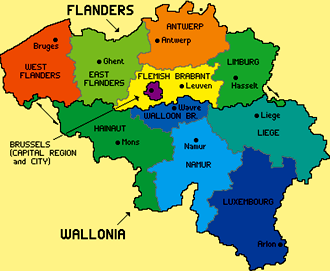 FLANDERS
ANTWERP
Antwerp
Bruges
Ghent
WEST
FLANDERS
EAST
FLANDERS
FLEMISH BRABANT
Leuven
LIMBURG
Hasselt
Wavre
WALLOON BR.
BRUSSELS
(CAPITAL REGION
and CITY)
HAINAUT
Mons
Liege
LIEGE
Namur
NAMUR
LUXEMBOURG
WALLONIA
Arlon